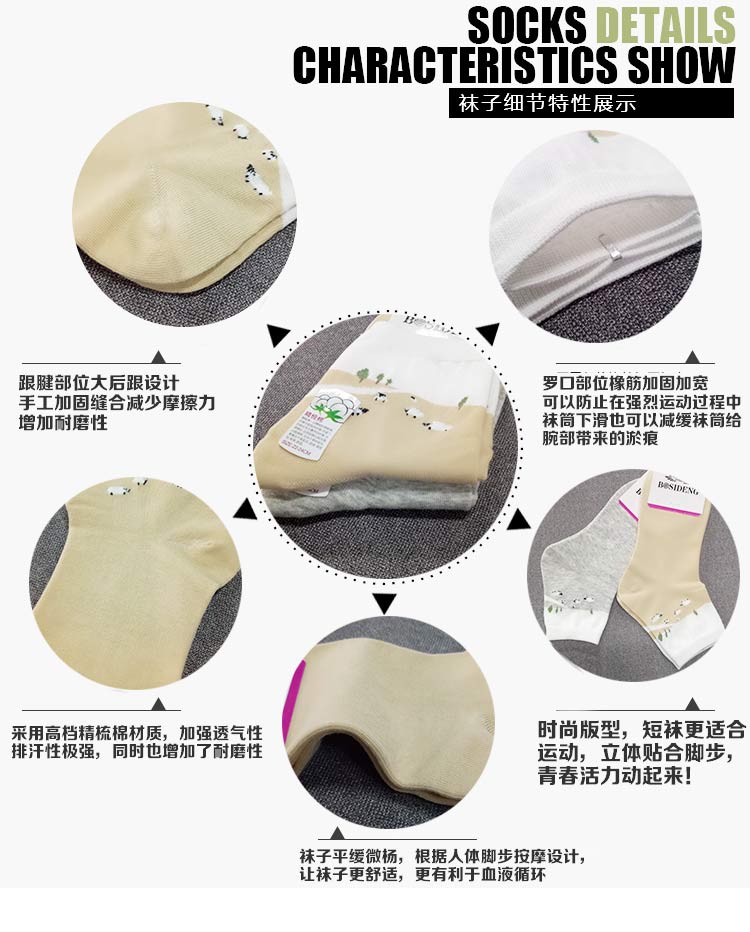 SOCKS DETAILS
CHARACTERISTICS SHOW
袜子细节特性展示
跟腱部位大后跟设计
手工加固缝合减少摩擦力
增加耐磨性
罗口部位橡筋加固加宽
可以防止在强烈运动过程中
袜筒下滑也可以减缓袜筒给
腕部带来的淤痕
SIZE:22-24CM
BOSIDENG
采用高档精梳棉材质，加强透气性
排汗性极强，同时也增加了耐磨性
时尚版型，短袜更适合
运动，立体贴合脚步，
青春活力动起来！
袜子平缓微杨，根据人体脚步按摩设计，
让袜子更舒适，更有利于血液循环